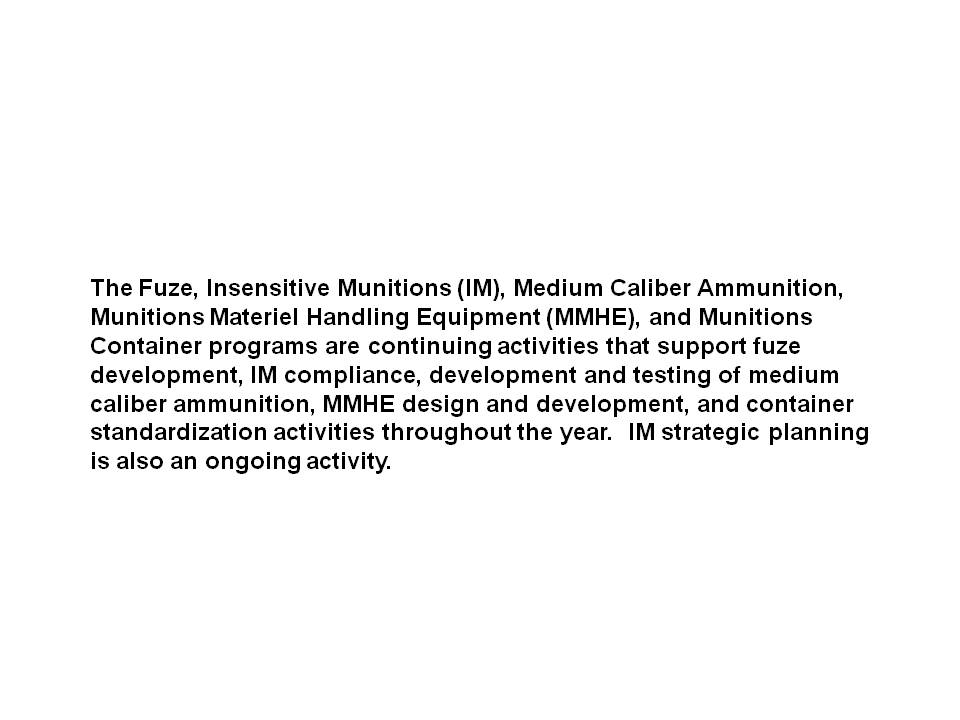 The Fuze, Insensitive Munitions (IM), Medium Caliber Ammunition,
Munitions Materiel Handling Equipment (MMHE), and Munitions
Container programs are continuing activities that support fuze
development, IM compliance, development and testing of medium
caliber ammunition, MMHE design and development, and container
standardization activities throughout the year.  IM strategic planning
is also an ongoing activity.